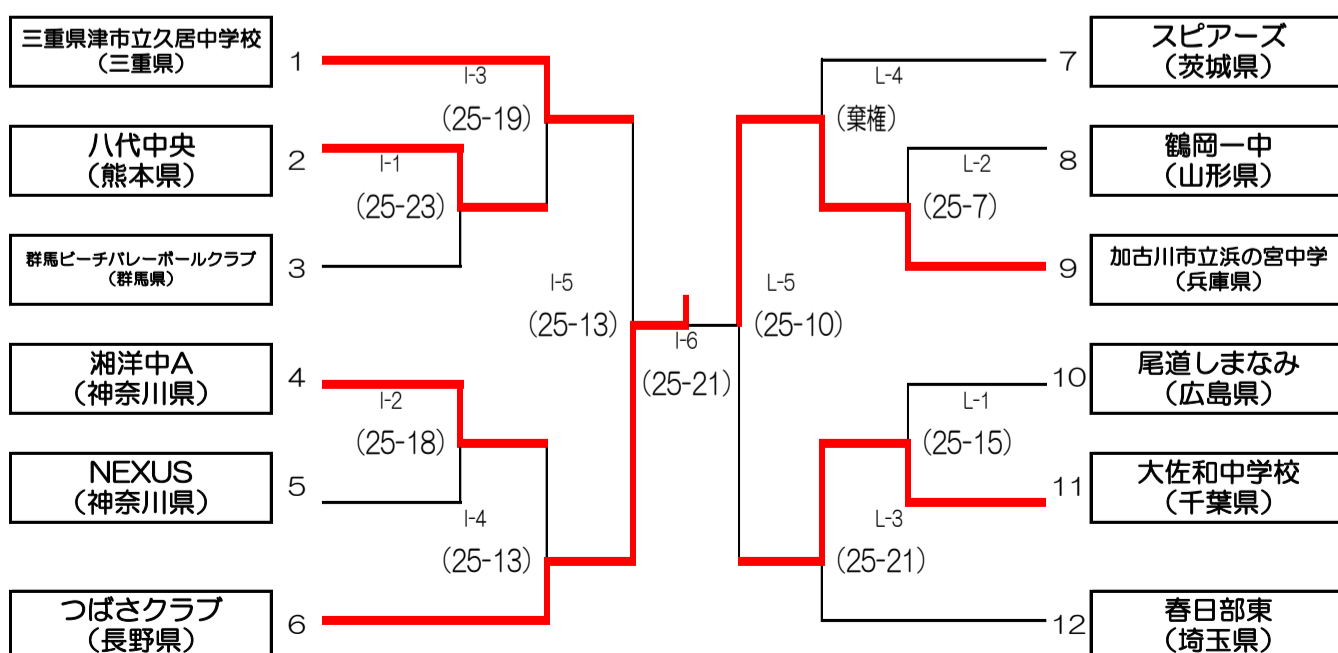 三重県津市立久居中学校
(三重県)
1
八代中央
(熊本県)
2
群馬ビーチバレーボールクラブ
(群馬県)
3
湘洋中A
(神奈川県)
4
NEXUS
(神奈川県)
5
つばさクラブ
(長野県)
6
I-3
(25-19)
I-1
(25-23)
I-5
(25-13)
I-2
(25-18)
I-4
(25-13)
I-6
(25-21)
L-4
(棄権)
L-2
(25-7)
L-5
(25-10)
L-1
(25-15)
L-3
(25-21)
7
スピアーズ
(茨城県)
8
鶴岡一中
(山形県)
9
加古川市立浜の宮中学
(兵庫県)
10
尾道しまなみ
(広島県)
11
大佐和中学校
(千葉県)
12
春日部東
(埼玉県)